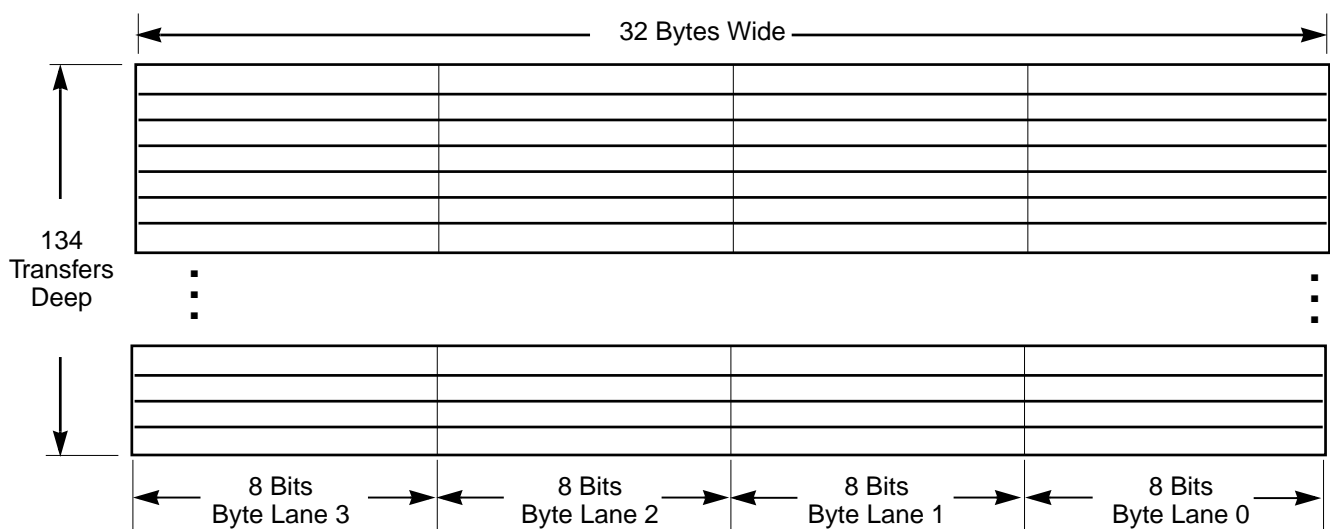 32 Bytes Wide
134
Transfers
Deep
8 Bits
Byte Lane 3
8 Bits
Byte Lane 2
8 Bits
Byte Lane 1
8 Bits
Byte Lane 0